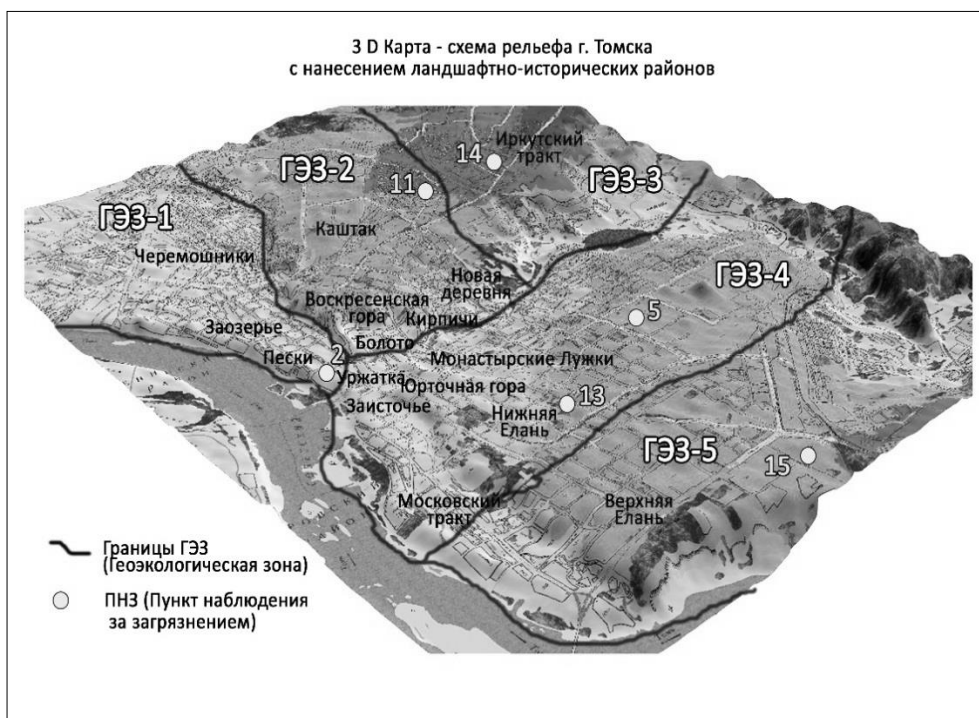 3 D Карта - схема рельефа г. Томска
с нанесением ландшафтно-исторических районов
Иркутский
тракт
14
ГЭЗ-2
11
ГЭЗ-3
ГЭЗ-1
Каштак
Черемошники
ГЭЗ-4
Новая
деревня
Воскресенская
гора
Кирпичи
5
Заозерье
Болото
Пески
2
Монастырские Лужки
Уржатка
Юрточная гора
Заисточье
13
Нижняя
Елань
ГЭЗ-5
15
Московский
тракт
Верхняя
Елань
Границы ГЭЗ
(Геоэкологическая зона)
ПНЗ (Пункт наблюдения
за загрязнением)